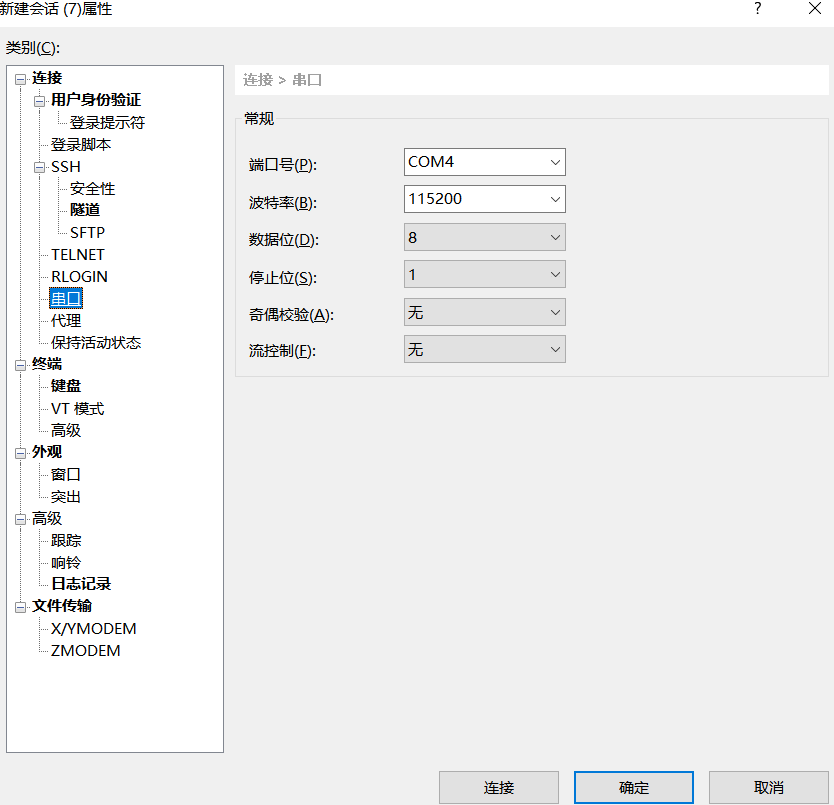 新建会话 (7)属性
?
类别(C):
连接
用户身份验证
登录提示符
登录脚本
SSH
安全性
隧道
SFTP
TELNET
RLOGIN
串口
代理
保持活动状态
终端
键盘
VT 模式
高级
外观
窗口
突出
高级
跟踪
响铃
日志记录
文件传输
X/YMODEM
ZMODEM
连接 > 串口
常规
端口号(P): COM4
波特率(B): 115200
数据位(D): 8
停止位(S): 1
奇偶校验(A): 无
流控制(F): 无
连接 确定 取消